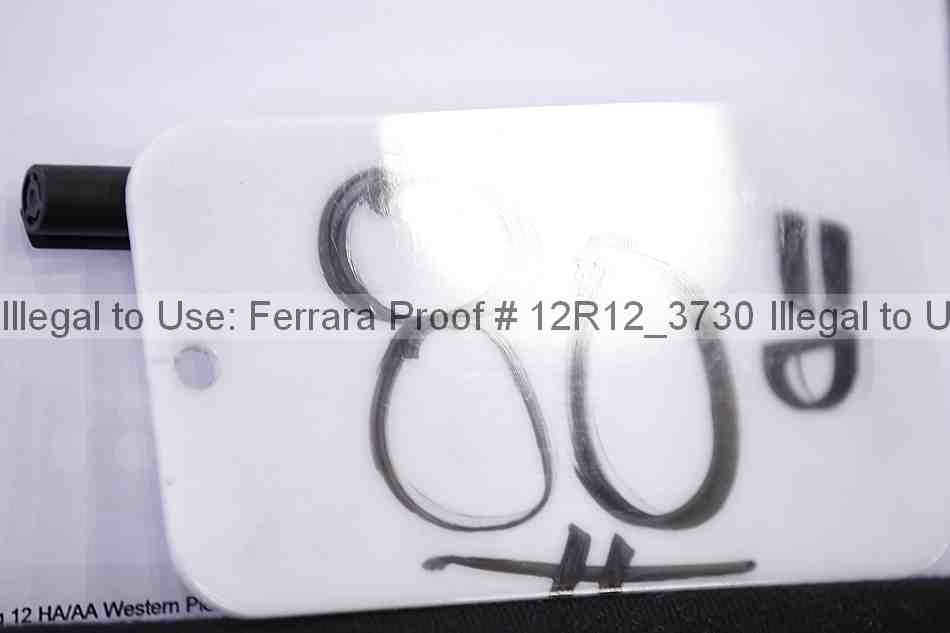 80
Illegal to Use: Ferrara Proof # 12R12_3730 Illegal to U
12 HA/AA Western